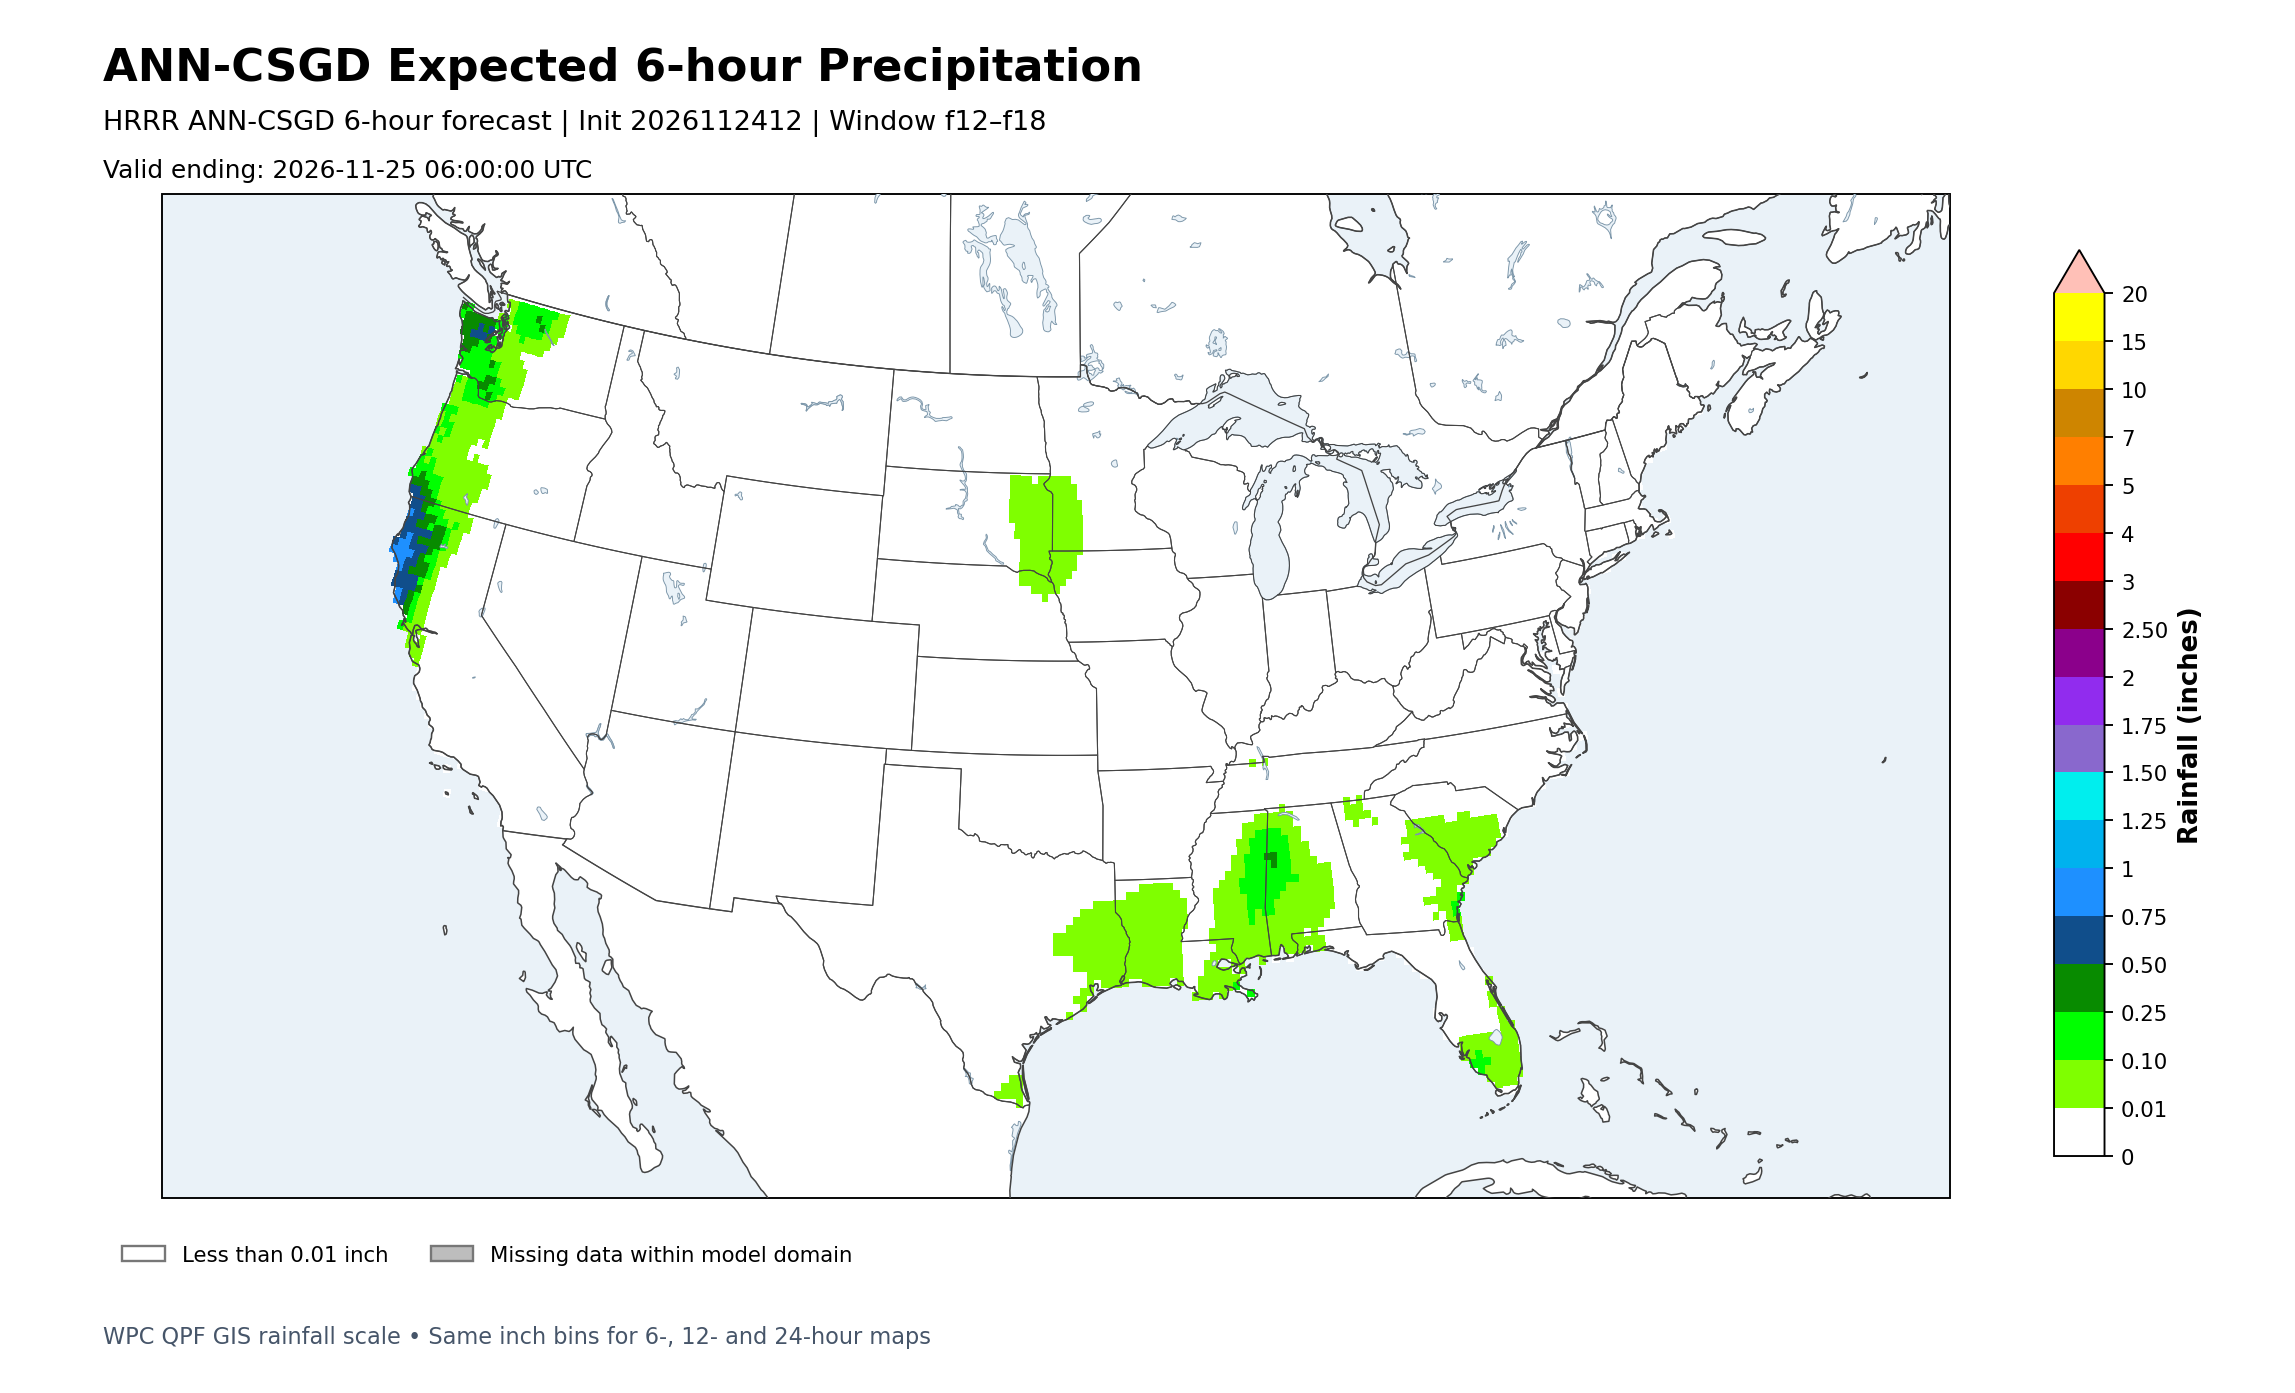 ANN-CSGD Expected 6-hour Precipitation
HRRR ANN-CSGD 6-hour forecast | Init 2026112412 | Window f12–f18
Valid ending: 2026-11-25 06:00:00 UTC
20
15
10
7
5
4
3
2.50
2
1.75
1.50
1.25
1
0.75
0.50
0.25
0.10
0.01
0
Rainfall (inches)
Less than 0.01 inch
Missing data within model domain
WPC QPF GIS rainfall scale • Same inch bins for 6-, 12- and 24-hour maps